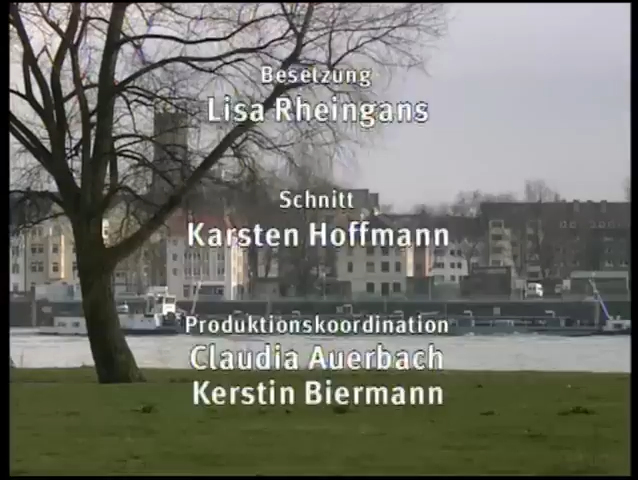 Besetzung
Lisa Rheingans
Schnitt
Karsten Hoffmann
Produktionskoordination
Claudia Auerbach
Kerstin Biermann